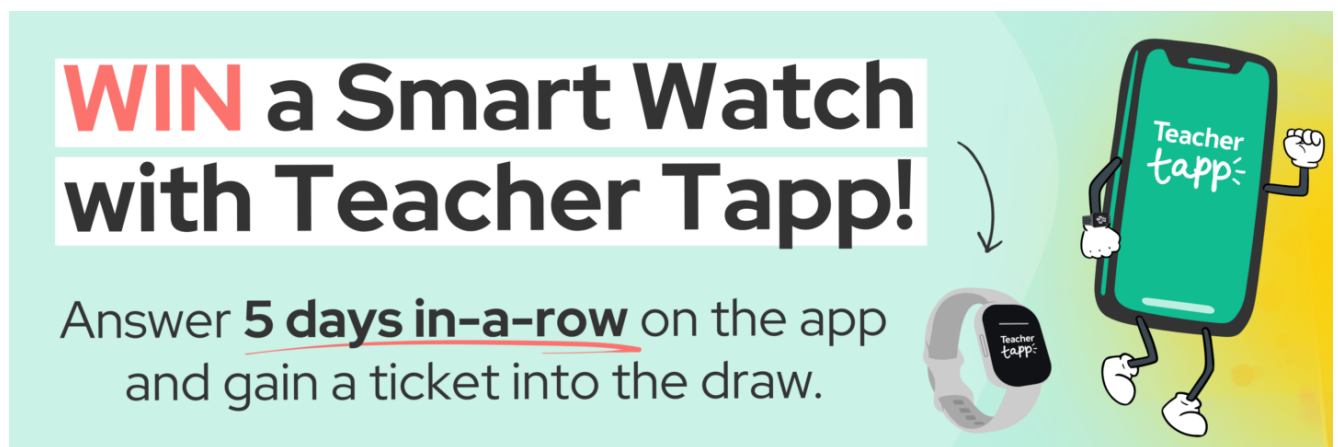 WIN a Smart Watch
with Teacher Tapp!
Answer 5 days in-a-row on the app
and gain a ticket into the draw.
Teacher
tapp
Teacher
tapp